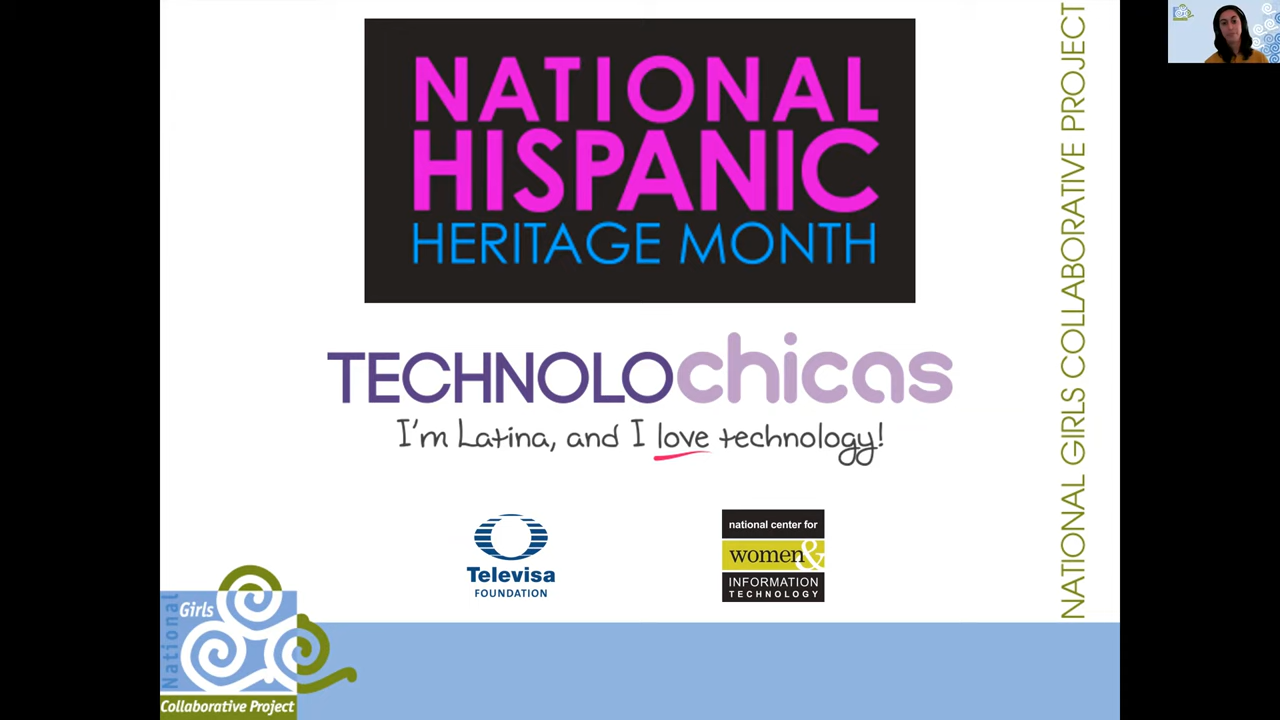 NATIONAL
HISPANIC
HERITAGE MONTH
TECHNOLOchicas
I'm Latina, and I love technology!
Televisa
FOUNDATION
national center for
women &
INFORMATION
TECHNOLOGY
NATIONAL GIRLS COLLABORATIVE PROJECT
National
Girls
Collaborative Project